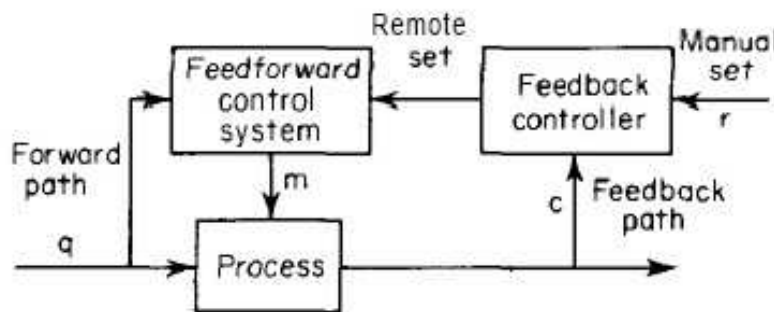 Remote
set
Manual
set
Feedforward
control
system
Feedback
controller
r
Forward
path
m
c
Feedback
path
q
Process